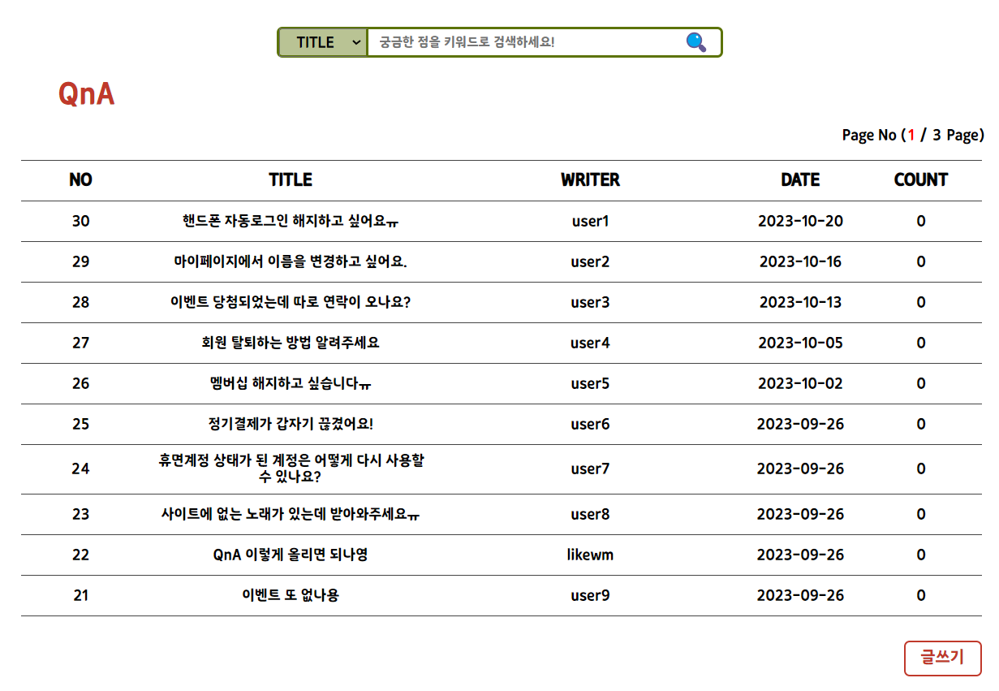 TITLE 궁금한 점을 키워드로 검색하세요!
QnA
Page No (1 / 3 Page)
NO TITLE WRITER DATE COUNT
30 핸드폰 자동로그인 해지하고 싶어요ㅠ user1 2023-10-20 0
29 마이페이지에서 이름을 변경하고 싶어요. user2 2023-10-16 0
28 이벤트 당첨되었는데 따로 연락이 오나요? user3 2023-10-13 0
27 회원 탈퇴하는 방법 알려주세요 user4 2023-10-05 0
26 멤버십 해지하고 싶습니다ㅠ user5 2023-10-02 0
25 정기결제가 갑자기 끊겼어요! user6 2023-09-26 0
24 휴면계정 상태가 된 계정은 어떻게 다시 사용할
수 있나요? user7 2023-09-26 0
23 사이트에 없는 노래가 있는데 받아와주세요ㅠ user8 2023-09-26 0
22 QnA 이렇게 올리면 되나영 likewm 2023-09-26 0
21 이벤트 또 없나용 user9 2023-09-26 0
글쓰기